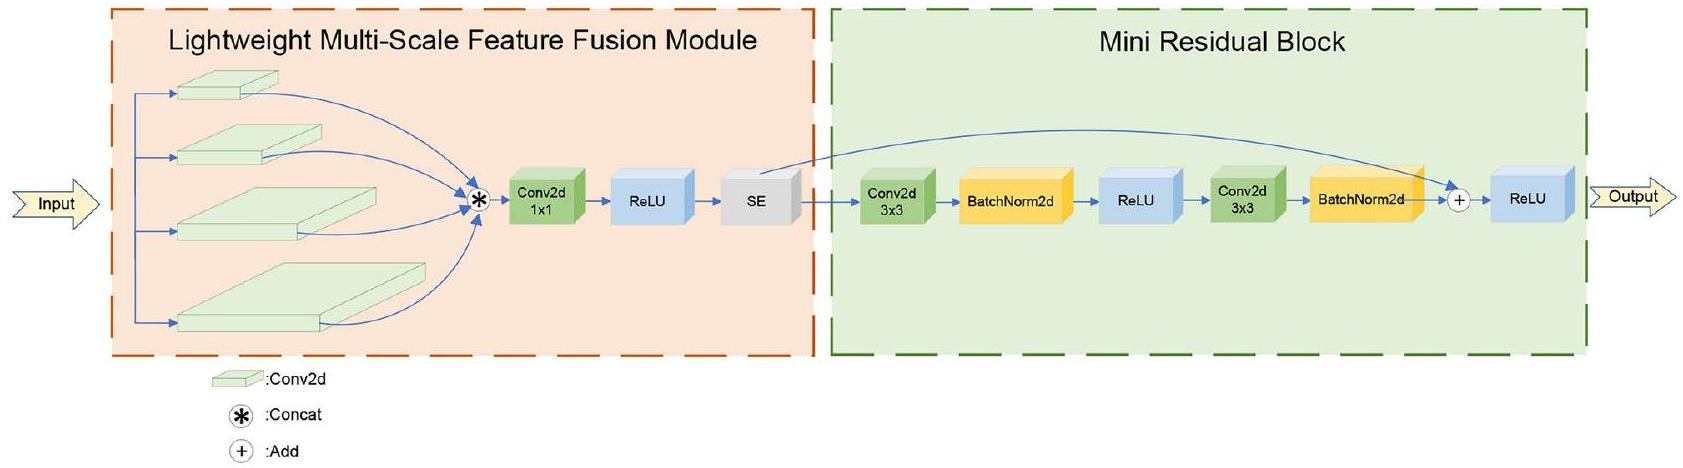 Lightweight Multi-Scale Feature Fusion Module
Mini Residual Block
Input
Conv2d
1x1
ReLU
SE
Conv2d
3x3
BatchNorm2d
ReLU
Conv2d
3x3
BatchNorm2d
ReLU
Output
:Conv2d
:Concat
:Add